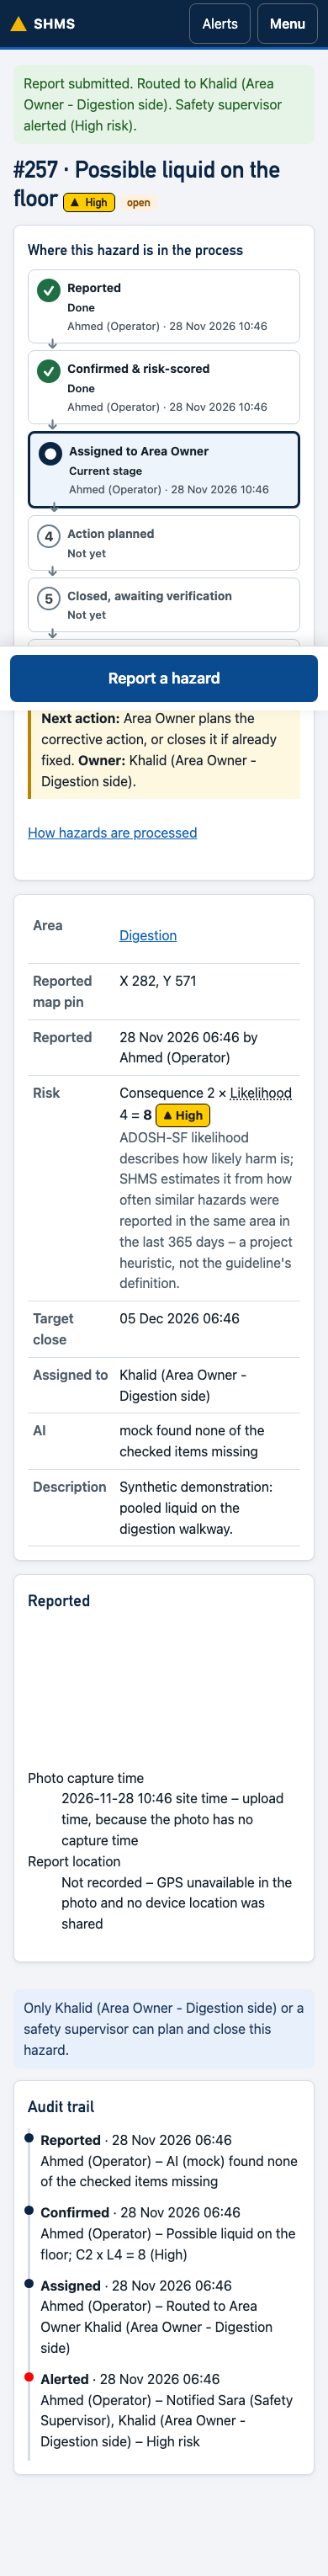 SHMS
Alerts
Menu
Report submitted. Routed to Khalid (Area
Owner - Digestion side). Safety supervisor
alerted (High risk).
#257 · Possible liquid on the
floor ▲ High open
Where this hazard is in the process
Reported
Done
Ahmed (Operator) · 28 Nov 2026 10:46
Confirmed & risk-scored
Done
Ahmed (Operator) · 28 Nov 2026 10:46
Assigned to Area Owner
Current stage
Ahmed (Operator) · 28 Nov 2026 10:46
4 Action planned
Not yet
5 Closed, awaiting verification
Not yet
Report a hazard
Next action: Area Owner plans the
corrective action, or closes it if already
fixed. Owner: Khalid (Area Owner -
Digestion side).
How hazards are processed
Area
Digestion
Reported
map pin
X 282, Y 571
Reported
28 Nov 2026 06:46 by
Ahmed (Operator)
Risk
Consequence 2 × Likelihood
4 = 8 ▲ High
ADOSH-SF likelihood
describes how likely harm is;
SHMS estimates it from how
often similar hazards were
reported in the same area in
the last 365 days – a project
heuristic, not the guideline's
definition.
Target
close
05 Dec 2026 06:46
Assigned to
Khalid (Area Owner -
Digestion side)
AI
mock found none of the
checked items missing
Description
Synthetic demonstration:
pooled liquid on the
digestion walkway.
Reported
Photo capture time
2026-11-28 10:46 site time – upload
time, because the photo has no
capture time
Report location
Not recorded – GPS unavailable in the
photo and no device location was
shared
Only Khalid (Area Owner - Digestion side) or a
safety supervisor can plan and close this
hazard.
Audit trail
Reported · 28 Nov 2026 06:46
Ahmed (Operator) – AI (mock) found none
of the checked items missing
Confirmed · 28 Nov 2026 06:46
Ahmed (Operator) – Possible liquid on the
floor; C2 x L4 = 8 (High)
Assigned · 28 Nov 2026 06:46
Ahmed (Operator) – Routed to Area
Owner Khalid (Area Owner - Digestion
side)
Alerted · 28 Nov 2026 06:46
Ahmed (Operator) – Notified Sara (Safety
Supervisor), Khalid (Area Owner -
Digestion side) – High risk